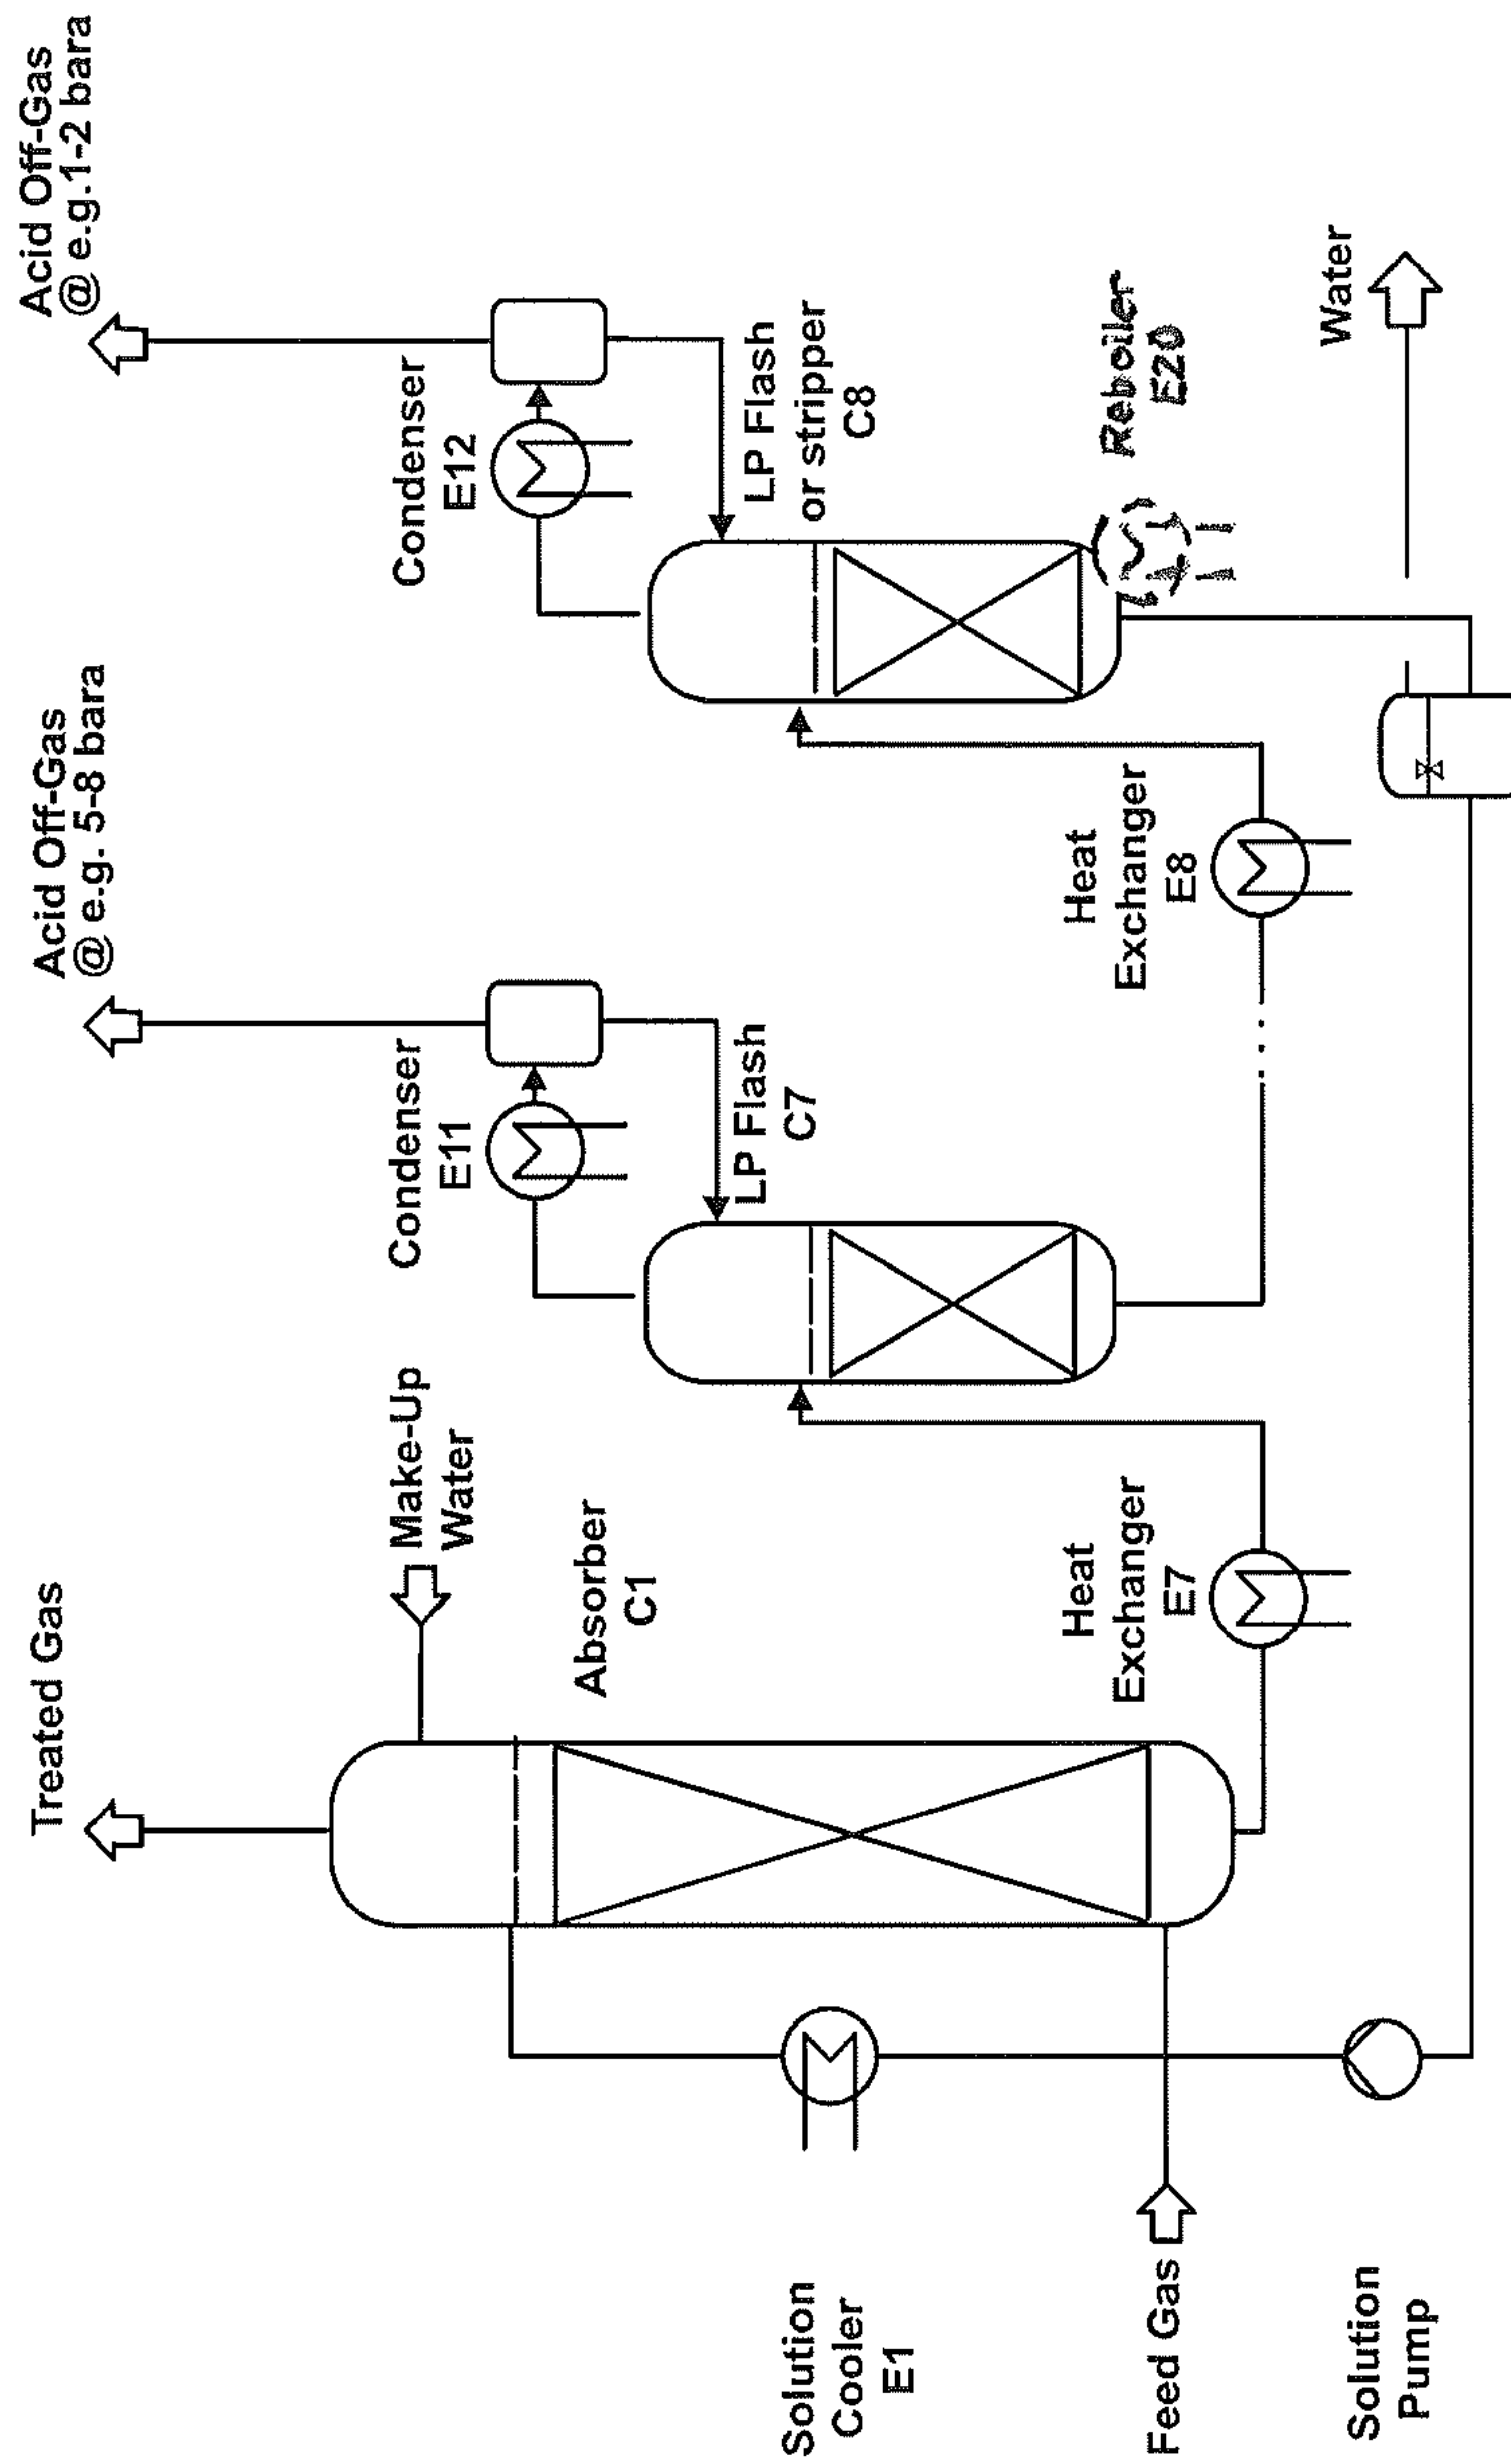 Treated Gas
Acid Off-Gas
@ e.g. 5-8 bara
Acid Off-Gas
@ e.g.1-2 bara
Make-Up
Water
Condenser
E11
Condenser
E12
Absorber
C1
LP Flash
C7
LP Flash
or stripper
C8
Solution
Cooler
E1
Heat
Exchanger
E7
Heat
Exchanger
E8
Reboiler
E20
Feed Gas
Water
Solution
Pump